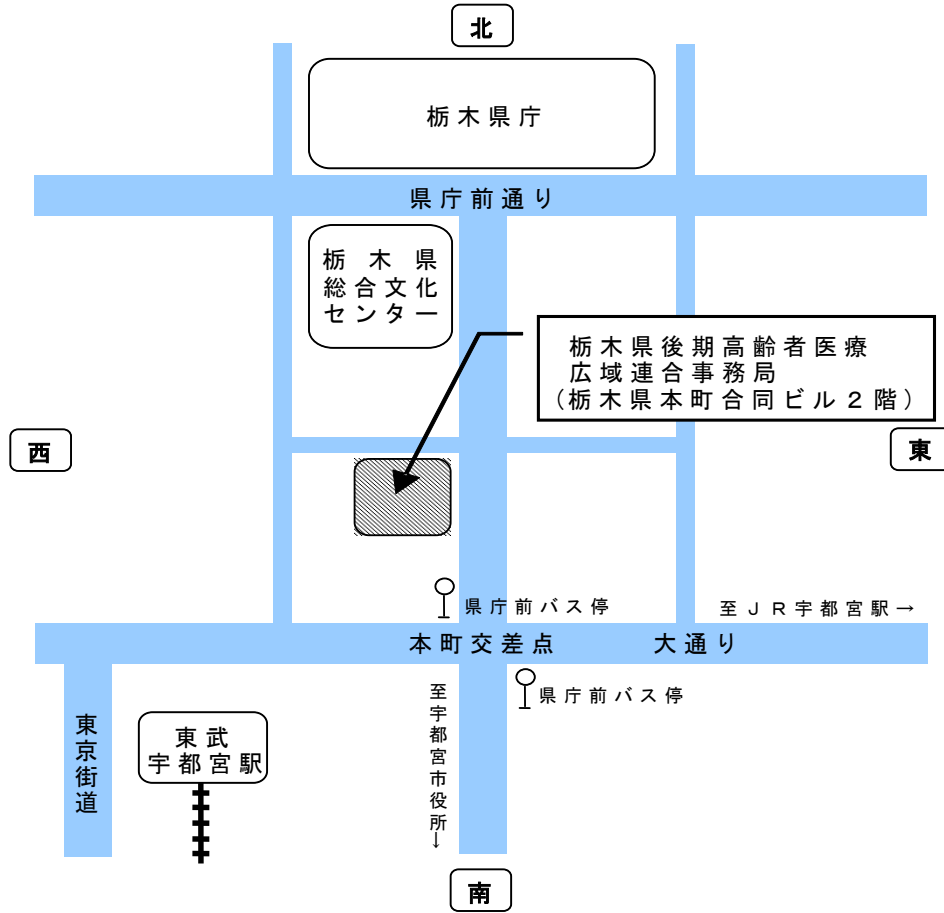 北
栃木県庁
県庁前通り
栃木県
総合文化
センター
栃木県後期高齢者医療
広域連合事務局
(栃木県本町合同ビル２階)
西
東
県庁前バス停
至ＪＲ宇都宮駅→
本町交差点
大通り
県庁前バス停
至宇都宮市役所→
東京街道
東武
宇都宮駅
南